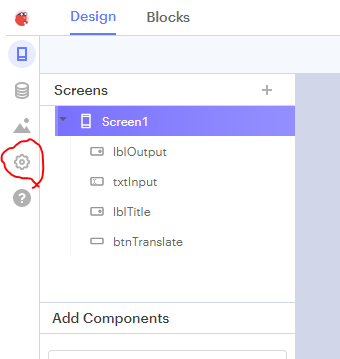 Design Blocks
Screens
Screen1
lblOutput
txtInput
lblTitle
btnTranslate
Add Components